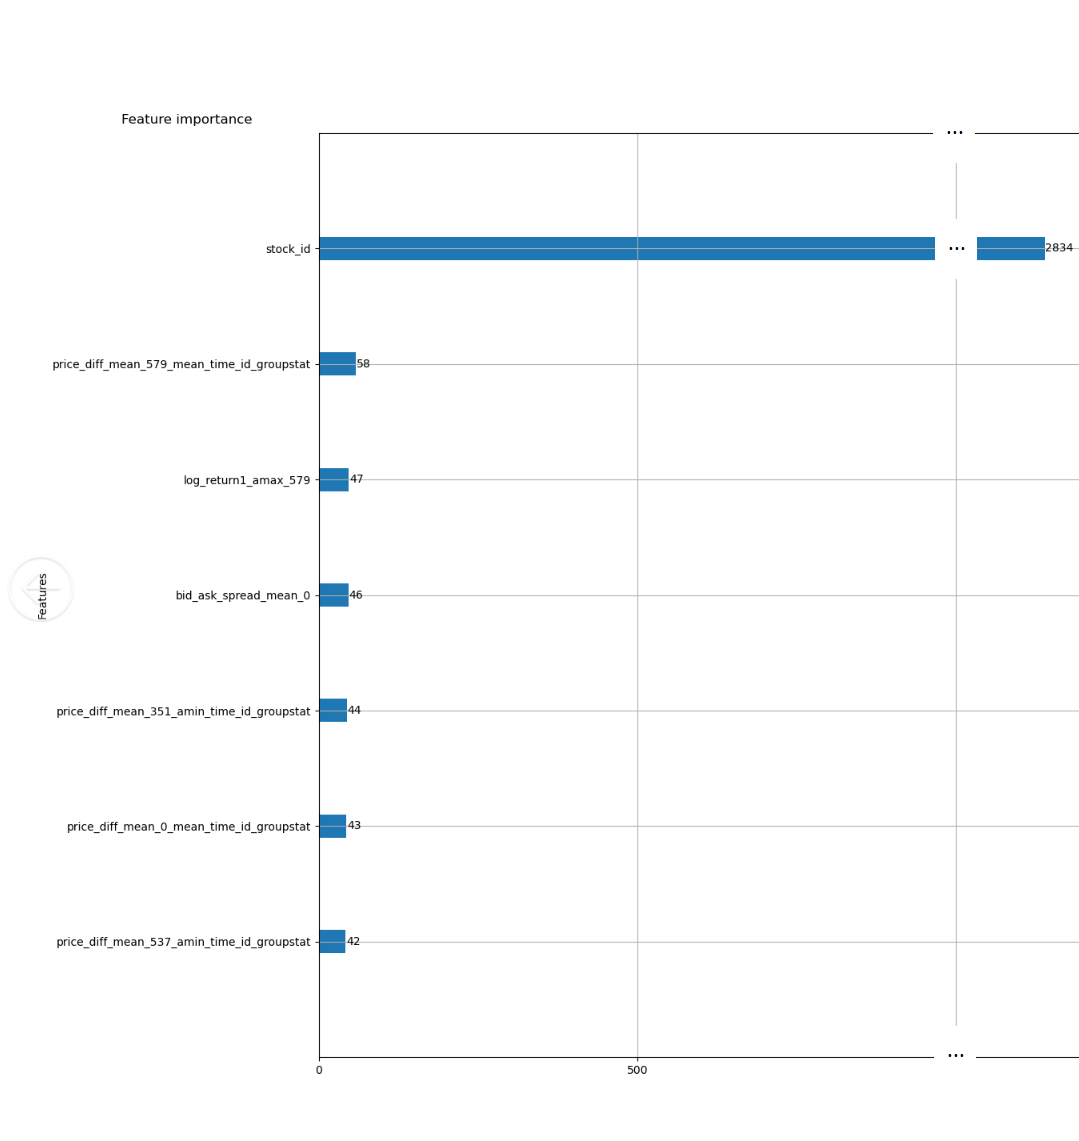 Feature importance
...
stock_id
...
2834
price_diff_mean_579_mean_time_id_groupstat
58
log_return1_amax_579
47
bid_ask_spread_mean_0
46
Features
price_diff_mean_351_amin_time_id_groupstat
44
price_diff_mean_0_mean_time_id_groupstat
43
price_diff_mean_537_amin_time_id_groupstat
42
...
0
500